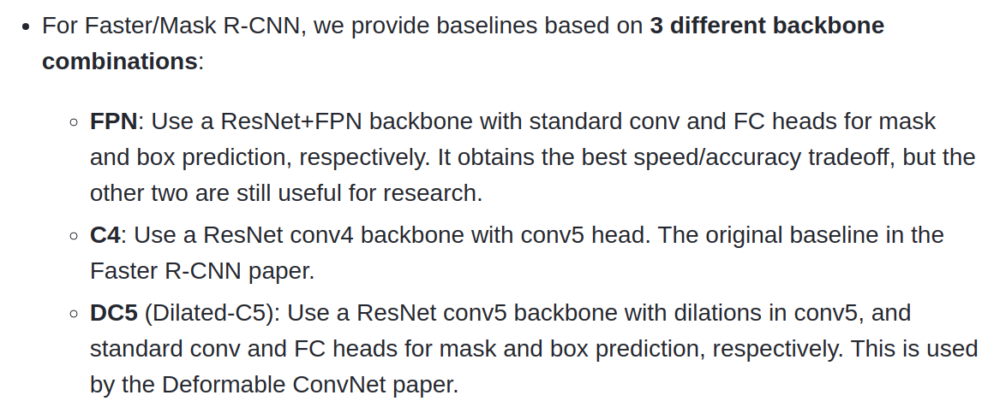 • For Faster/Mask R-CNN, we provide baselines based on 3 different backbone
combinations:
◦ FPN: Use a ResNet+FPN backbone with standard conv and FC heads for mask
and box prediction, respectively. It obtains the best speed/accuracy tradeoff, but the
other two are still useful for research.
◦ C4: Use a ResNet conv4 backbone with conv5 head. The original baseline in the
Faster R-CNN paper.
◦ DC5 (Dilated-C5): Use a ResNet conv5 backbone with dilations in conv5, and
standard conv and FC heads for mask and box prediction, respectively. This is used
by the Deformable ConvNet paper.